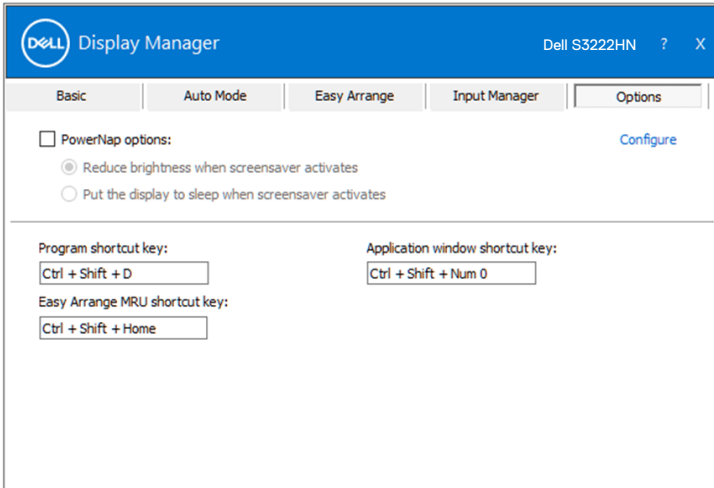 DELL Display Manager Dell S3222HN ? X
Basic Auto Mode Easy Arrange Input Manager Options
PowerNap options: Configure
Reduce brightness when screensaver activates
Put the display to sleep when screensaver activates
Program shortcut key: Application window shortcut key:
Ctrl + Shift + D Ctrl + Shift + Num 0
Easy Arrange MRU shortcut key:
Ctrl + Shift + Home